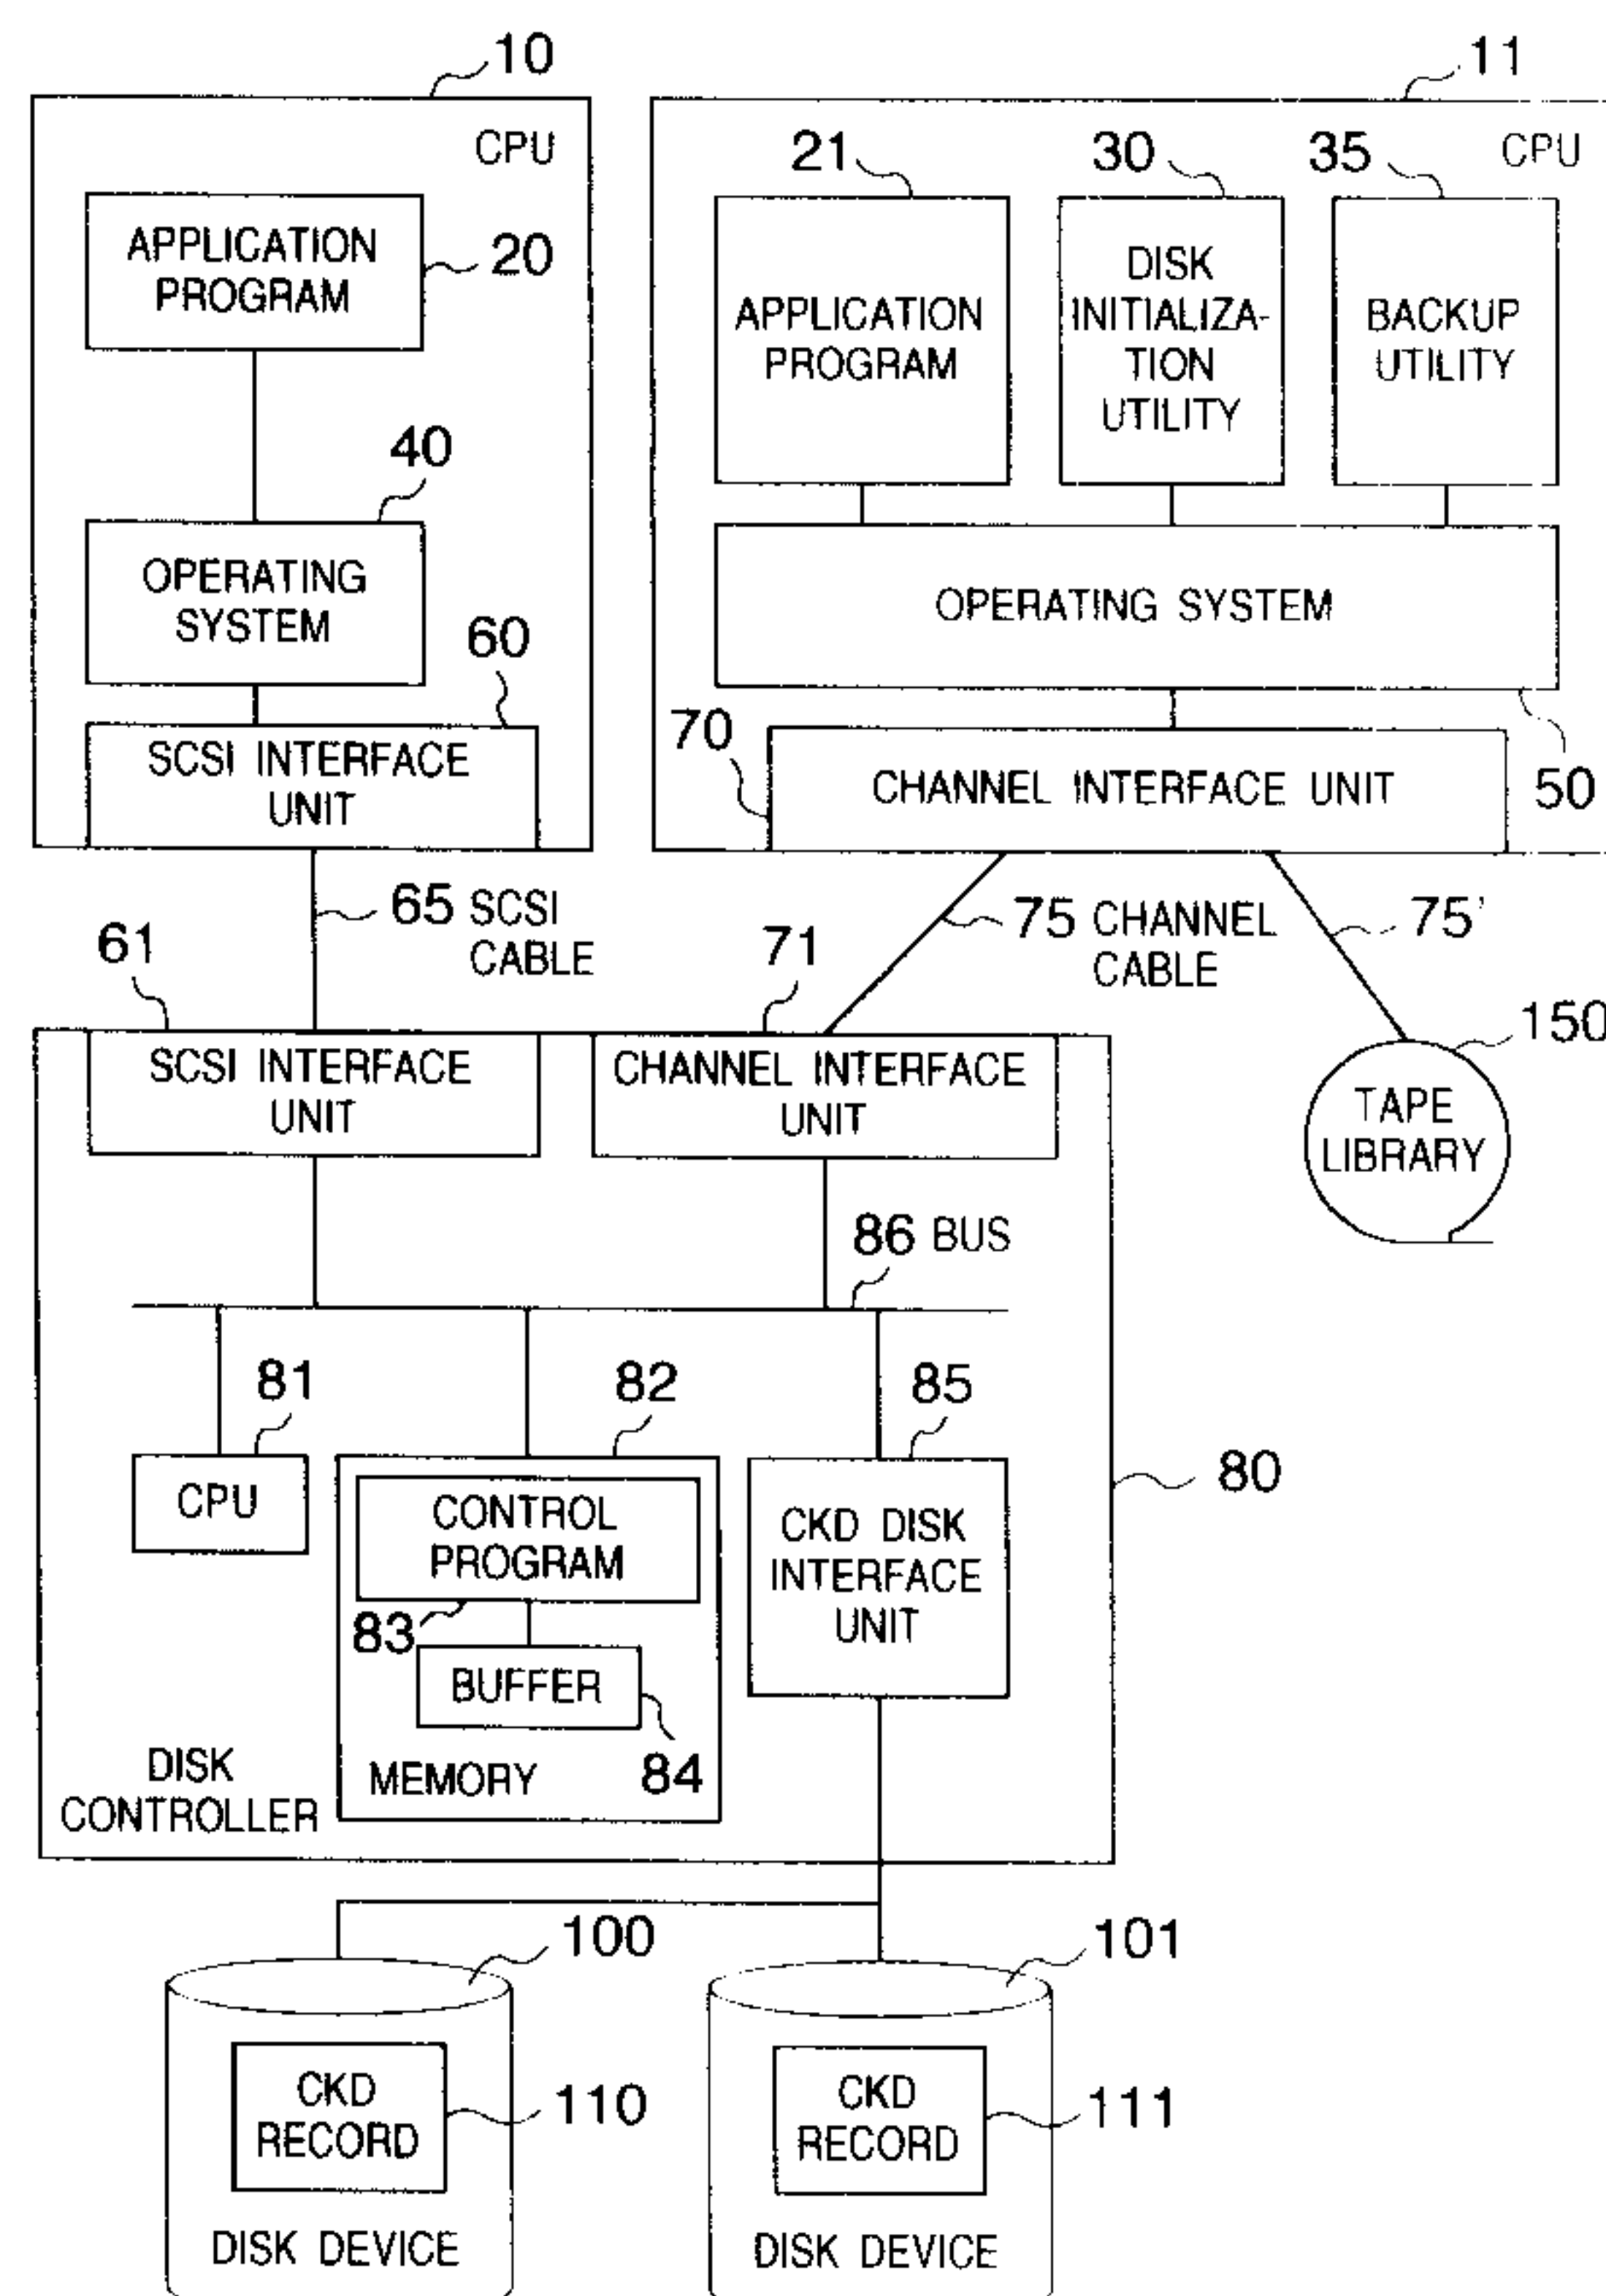 10
11
CPU
CPU
21
30
35
APPLICATION
PROGRAM
20
APPLICATION
PROGRAM
DISK
INITIALIZA-
TION
UTILITY
BACKUP
UTILITY
40
OPERATING
SYSTEM
OPERATING SYSTEM
60
70
50
SCSI INTERFACE
UNIT
CHANNEL INTERFACE UNIT
65 SCSI
CABLE
75 CHANNEL
CABLE
75'
61
71
150
SCSI INTERFACE
UNIT
CHANNEL INTERFACE
UNIT
TAPE
LIBRARY
86 BUS
81
82
85
80
CPU
CONTROL
PROGRAM
83
BUFFER
84
MEMORY
CKD DISK
INTERFACE
UNIT
DISK
CONTROLLER
100
101
CKD
RECORD
110
CKD
RECORD
111
DISK DEVICE
DISK DEVICE